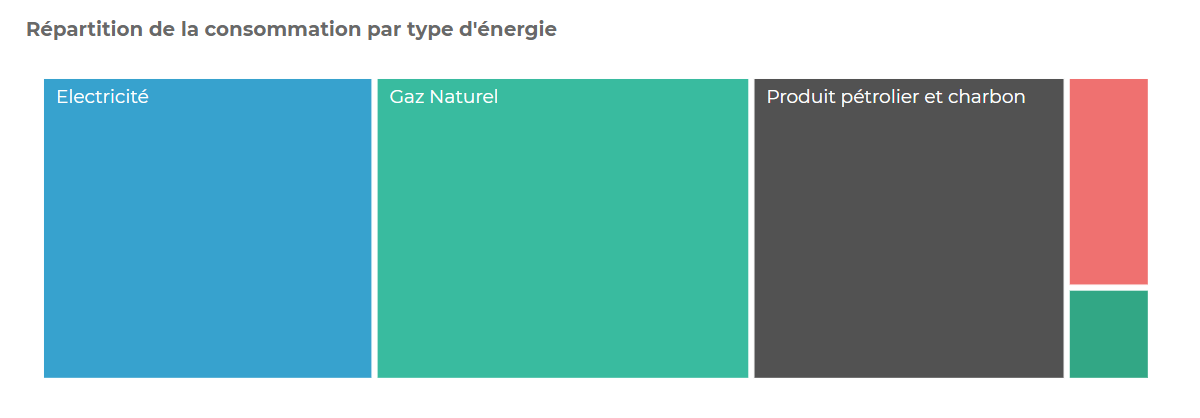 Répartition de la consommation par type d'énergie
Electricité
Gaz Naturel
Produit pétrolier et charbon